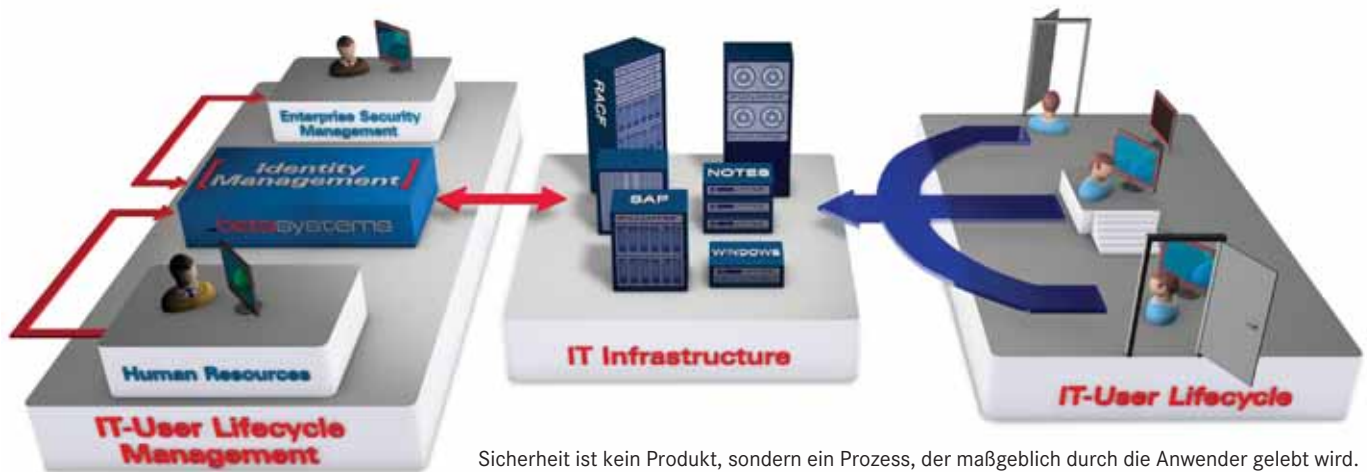 Enterprise Security
Management
[Identity
Management]
betasystems
Human Resources
IT-User Lifecycle
Management
RACF
SAP
NOTES
WINDOWS
IT Infrastructure
IT-User Lifecycle
Sicherheit ist kein Produkt, sondern ein Prozess, der maßgeblich durch die Anwender gelebt wird.